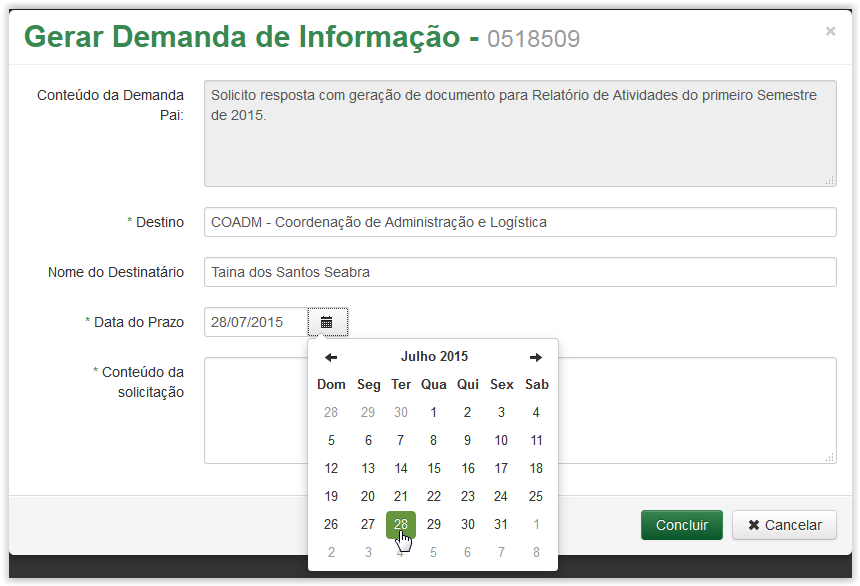 Gerar Demanda de Informação - 0518509
×
Conteúdo da Demanda
Pai:
Solicito resposta com geração de documento para Relatório de Atividades do primeiro Semestre
de 2015.
* Destino
COADM - Coordenação de Administração e Logística
Nome do Destinatário
Taina dos Santos Seabra
* Data do Prazo
28/07/2015
* Conteúdo da
solicitação
Julho 2015
Dom Seg Ter Qua Qui Sex Sab
28 29 30 1 2 3 4
5 6 7 8 9 10 11
12 13 14 15 16 17 18
19 20 21 22 23 24 25
26 27 28 29 30 31 1
2 3 4 5 6 7 8
Concluir
Cancelar